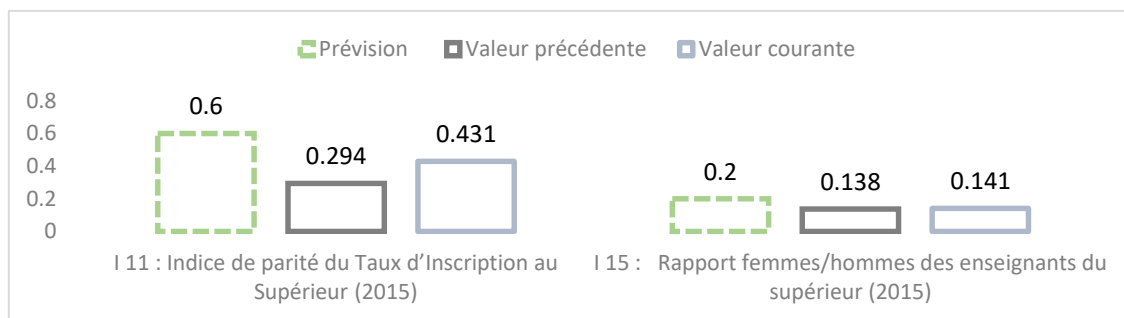 Prévision Valeur précédente Valeur courante
0.8
0.6
0.4
0.2
0
0.6
0.294
0.431
0.2
0.138
0.141
I 11 : Indice de parité du Taux d’Inscription au
Supérieur (2015)
I 15 : Rapport femmes/hommes des enseignants du
supérieur (2015)